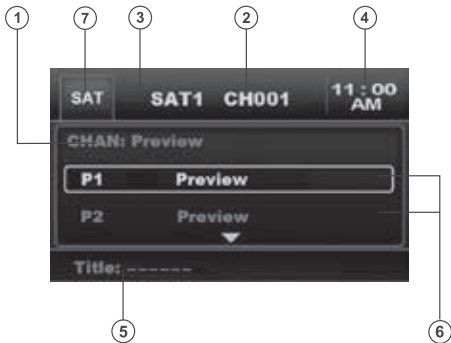 1 7 3 2 4
SAT SAT1 CH001 11 : 00 AM
CHAN: Preview
P1 Preview
P2 Preview
Title: ------
5 6